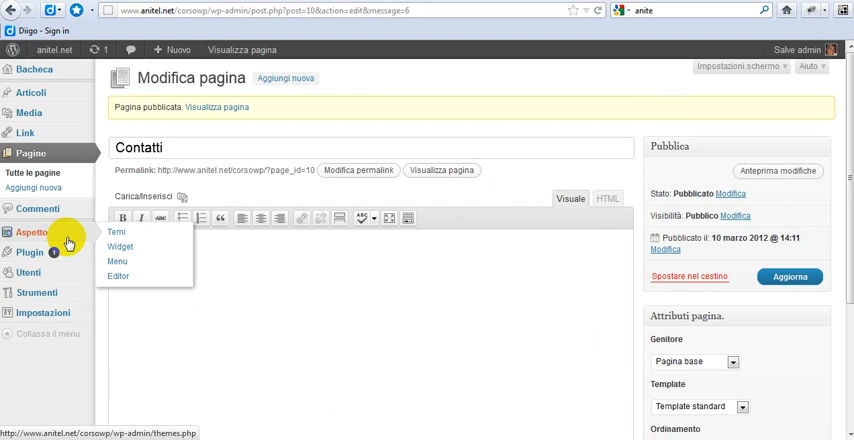 www.anitel.net/corsowp/wp-admin/post.php?post=10&action=edit&message=6
anite
Diigo - Sign in
anitel.net
1
Nuovo
Visualizza pagina
Salve admin
Bacheca
Articoli
Media
Link
Pagine
Tutte le pagine
Aggiungi nuova
Commenti
Aspetto
Plugin 1
Utenti
Strumenti
Impostazioni
Collassa il menu
Temi
Widget
Menu
Editor
Impostazioni schermo
Aiuto
Modifica pagina
Aggiungi nuova
Pagina pubblicata. Visualizza pagina
Contatti
Permalink: http://www.anitel.net/corsowp/?page_id=10 Modifica permalink Visualizza pagina
Carica/Inserisci
Visuale
HTML
B I ABC
ABC
Pubblica
Anteprima modifiche
Stato: Pubblicato Modifica
Visibilità: Pubblico Modifica
Pubblicato il: 10 marzo 2012 @ 14:11
Modifica
Spostare nel cestino
Aggiorna
Attributi pagina.
Genitore
Pagina base
Template
Template standard
Ordinamento
http://www.anitel.net/corsowp/wp-admin/themes.php